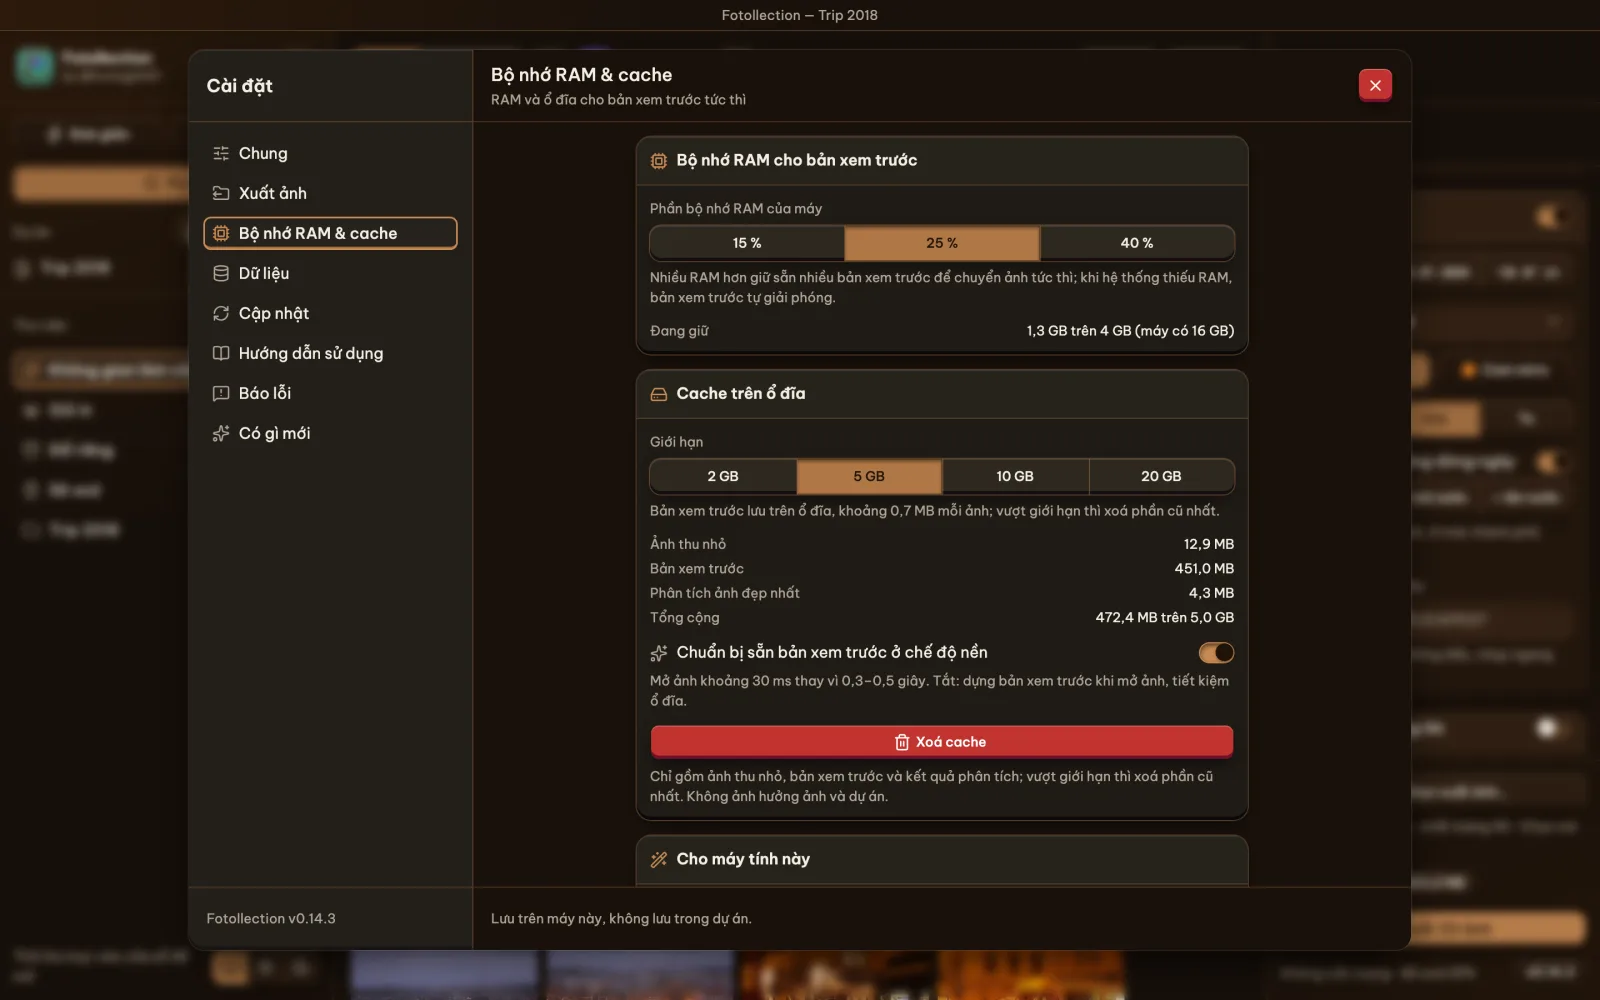 Fotollection — Trip 2018
Cài đặt
Chung
Xuất ảnh
Bộ nhớ RAM & cache
Dữ liệu
Cập nhật
Hướng dẫn sử dụng
Báo lỗi
Có gì mới
Fotollection v0.14.3
Bộ nhớ RAM & cache
RAM và ổ đĩa cho bản xem trước tức thì
Bộ nhớ RAM cho bản xem trước
Phần bộ nhớ RAM của máy
15 % 25 % 40 %
Nhiều RAM hơn giữ sẵn nhiều bản xem trước để chuyển ảnh tức thì; khi hệ thống thiếu RAM,
bản xem trước tự giải phóng.
Đang giữ 1,3 GB trên 4 GB (máy có 16 GB)
Cache trên ổ đĩa
Giới hạn
2 GB 5 GB 10 GB 20 GB
Bản xem trước lưu trên ổ đĩa, khoảng 0,7 MB mỗi ảnh; vượt giới hạn thì xoá phần cũ nhất.
Ảnh thu nhỏ 12,9 MB
Bản xem trước 451,0 MB
Phân tích ảnh đẹp nhất 4,3 MB
Tổng cộng 472,4 MB trên 5,0 GB
Chuẩn bị sẵn bản xem trước ở chế độ nền
Mở ảnh khoảng 30 ms thay vì 0,3–0,5 giây. Tắt: dựng bản xem trước khi mở ảnh, tiết kiệm
ổ đĩa.
Xoá cache
Chỉ gồm ảnh thu nhỏ, bản xem trước và kết quả phân tích; vượt giới hạn thì xoá phần cũ
nhất. Không ảnh hưởng ảnh và dự án.
Cho máy tính này
Lưu trên máy này, không lưu trong dự án.